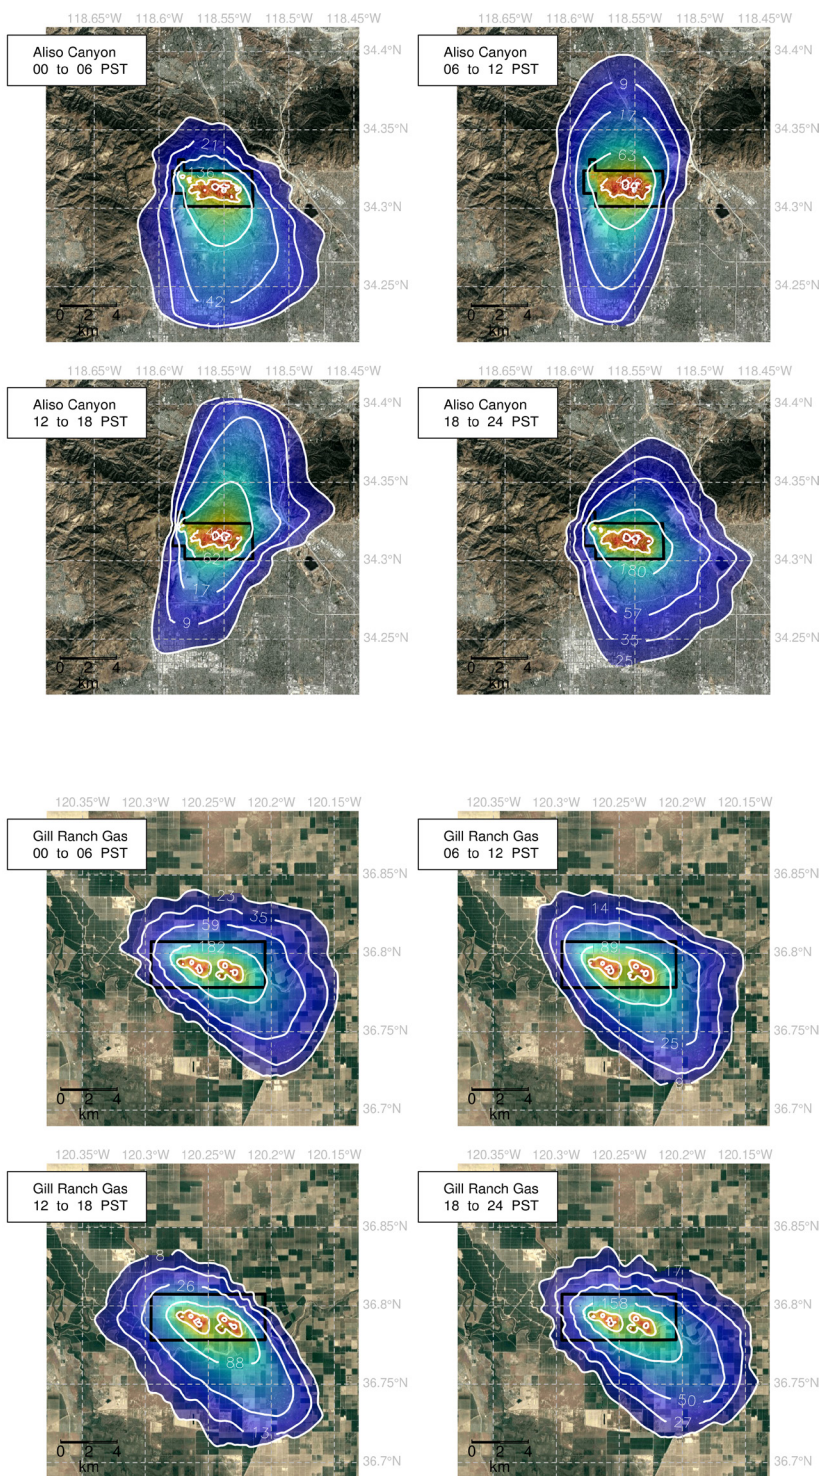 118.65°W 118.6°W 118.55°W 118.5°W 118.45°W
118.65°W 118.6°W 118.55°W 118.5°W 118.45°W
Aliso Canyon
00 to 06 PST
Aliso Canyon
06 to 12 PST
34.4°N
34.35°N
34.3°N
34.25°N
34.4°N
34.35°N
34.3°N
34.25°N
21
136
42
0 2 4
km
9
17
63
0 2 4
km
118.65°W 118.6°W 118.55°W 118.5°W 118.45°W
118.65°W 118.6°W 118.55°W 118.5°W 118.45°W
Aliso Canyon
12 to 18 PST
Aliso Canyon
18 to 24 PST
34.4°N
34.35°N
34.3°N
34.25°N
34.4°N
34.35°N
34.3°N
34.25°N
62
17
9
0 2 4
km
180
57
35
25
0 2 4
km
120.35°W 120.3°W 120.25°W 120.2°W 120.15°W
120.35°W 120.3°W 120.25°W 120.2°W 120.15°W
Gill Ranch Gas
00 to 06 PST
Gill Ranch Gas
06 to 12 PST
36.85°N
36.8°N
36.75°N
36.7°N
36.85°N
36.8°N
36.75°N
36.7°N
23
35
59
182
0 2 4
km
14
89
25
0 2 4
km
120.35°W 120.3°W 120.25°W 120.2°W 120.15°W
120.35°W 120.3°W 120.25°W 120.2°W 120.15°W
Gill Ranch Gas
12 to 18 PST
Gill Ranch Gas
18 to 24 PST
36.85°N
36.8°N
36.75°N
36.7°N
36.85°N
36.8°N
36.75°N
36.7°N
8
26
88
13
0 2 4
km
17
158
50
27
0 2 4
km